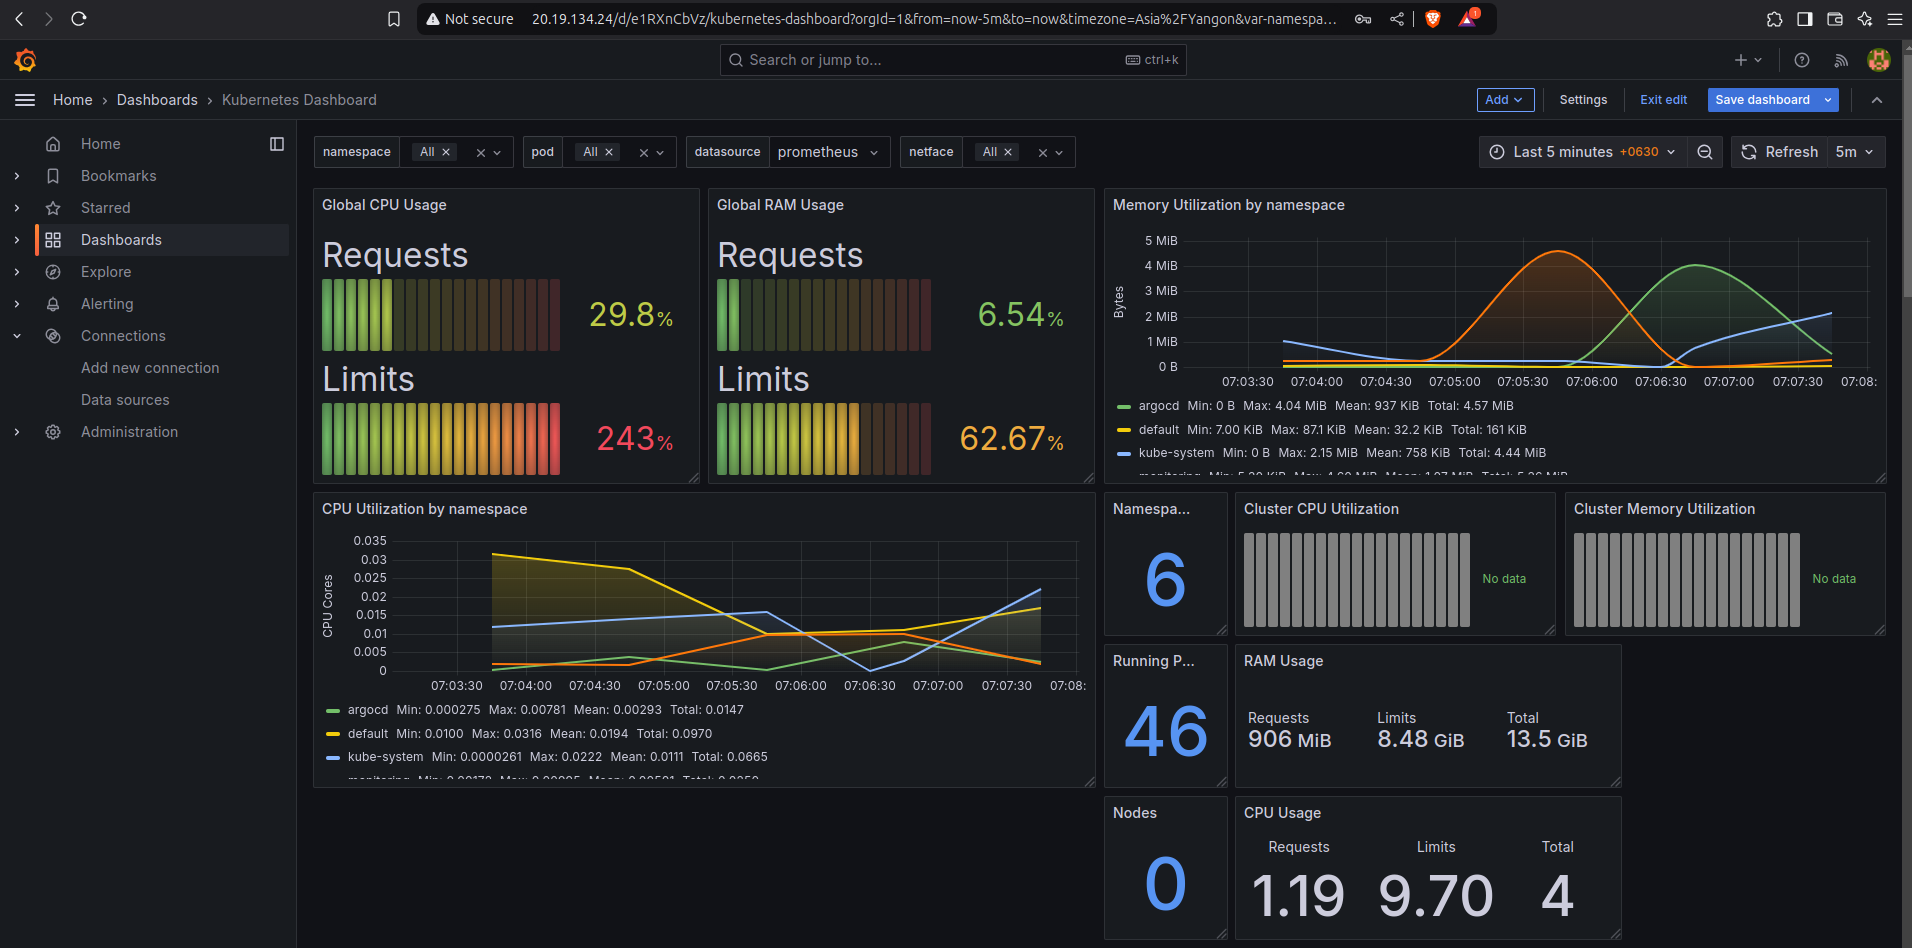 Not secure 20.19.134.24/d/e1RXnCbVz/kubernetes-dashboard?orgId=1&from=now-5m&to=now&timezone=Asia%2FYangon&var-namespa...
Search or jump to... ctrl+k
Home › Dashboards › Kubernetes Dashboard
Add
Settings
Exit edit
Save dashboard
Home
Bookmarks
Starred
Dashboards
Explore
Alerting
Connections
Add new connection
Data sources
Administration
namespace All
pod All
datasource prometheus
netface All
Last 5 minutes +0630
Refresh 5m
Global CPU Usage
Requests
29.8%
Limits
243%
Global RAM Usage
Requests
6.54%
Limits
62.67%
Memory Utilization by namespace
Bytes
5 MiB
4 MiB
3 MiB
2 MiB
1 MiB
0 B
07:03:30 07:04:00 07:04:30 07:05:00 07:05:30 07:06:00 07:06:30 07:07:00 07:07:30 07:08:
argocd Min: 0 B Max: 4.04 MiB Mean: 937 KiB Total: 4.57 MiB
default Min: 7.00 KiB Max: 87.1 KiB Mean: 32.2 KiB Total: 161 KiB
kube-system Min: 0 B Max: 2.15 MiB Mean: 758 KiB Total: 4.44 MiB
CPU Utilization by namespace
CPU Cores
0.035
0.03
0.025
0.02
0.015
0.01
0.005
0
07:03:30 07:04:00 07:04:30 07:05:00 07:05:30 07:06:00 07:06:30 07:07:00 07:07:30 07:08:
argocd Min: 0.000275 Max: 0.00781 Mean: 0.00293 Total: 0.0147
default Min: 0.0100 Max: 0.0316 Mean: 0.0194 Total: 0.0970
kube-system Min: 0.0000261 Max: 0.0222 Mean: 0.0111 Total: 0.0665
Namespa...
6
Cluster CPU Utilization
No data
Cluster Memory Utilization
No data
Running P...
46
RAM Usage
Requests
906 MiB
Limits
8.48 GiB
Total
13.5 GiB
Nodes
0
CPU Usage
Requests
1.19
Limits
9.70
Total
4